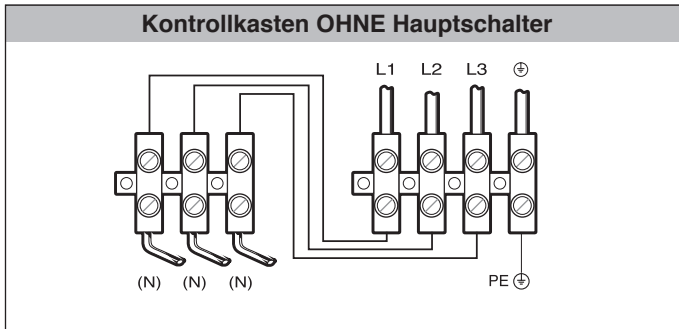 Kontrollkasten OHNE Hauptschalter
L1 L2 L3
(N) (N) (N) PE